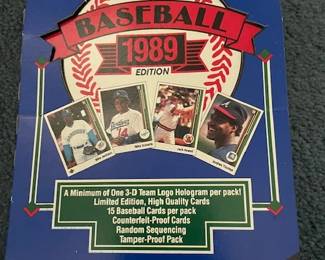 BASEBALL
1989
EDITION
A Minimum of One 3-D Team Logo Hologram per pack!
Limited Edition, High Quality Cards
15 Baseball Cards per pack
Counterfeit-Proof Cards
Random Sequencing
Tamper-Proof Pack